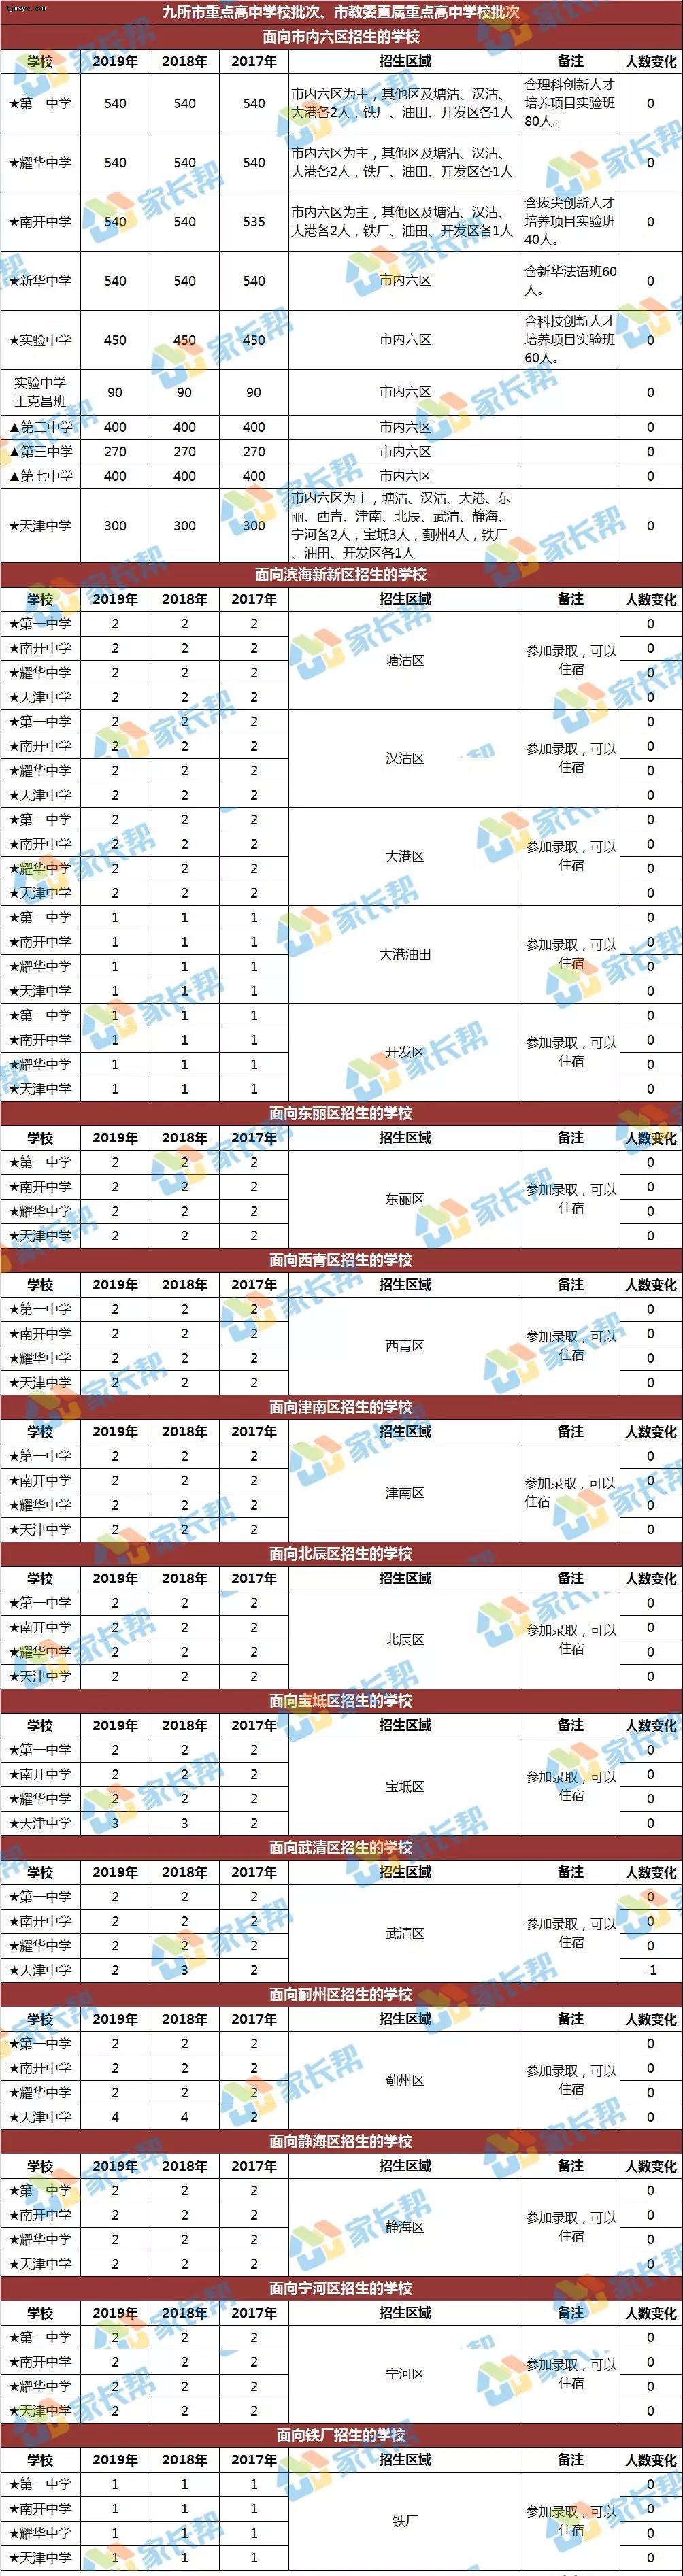 tjmsyc.com
九所市重点高中学校批次、市教委直属重点高中学校批次
面向市内六区招生的学校
学校 2019年 2018年 2017年 招生区域 备注 人数变化
★第一中学 540 540 540 市内六区为主，其他区及塘沽、汉沽、大港各2人，铁厂、油田、开发区各1人 含理科创新人才培养项目实验班80人。 0
★耀华中学 540 540 540 市内六区为主，其他区及塘沽、汉沽、大港各2人，铁厂、油田、开发区各1人 0
★南开中学 540 540 535 市内六区为主，其他区及塘沽、汉沽、大港各2人，铁厂、油田、开发区各1人 含拔尖创新人才培养项目实验班40人。 0
★新华中学 540 540 540 市内六区 含新华法语班60人。 0
★实验中学 450 450 450 市内六区 含科技创新人才培养项目实验班60人。 0
实验中学王克昌班 90 90 90 市内六区 0
▲第二中学 400 400 400 市内六区 0
▲第三中学 270 270 270 市内六区 0
▲第七中学 400 400 400 市内六区 0
★天津中学 300 300 300 市内六区为主，塘沽、汉沽、大港、东丽、西青、津南、北辰、武清、静海、宁河各2人，宝坻3人，蓟州4人，铁厂、油田、开发区各1人 0
面向滨海新新区招生的学校
学校 2019年 2018年 2017年 招生区域 备注 人数变化
★第一中学 2 2 2 塘沽区 参加录取，可以住宿 0
★南开中学 2 2 2 0
★耀华中学 2 2 2 0
★天津中学 2 2 2 0
★第一中学 2 2 2 汉沽区 参加录取，可以住宿 0
★南开中学 2 2 2 0
★耀华中学 2 2 2 0
★天津中学 2 2 2 0
★第一中学 2 2 2 大港区 参加录取，可以住宿 0
★南开中学 2 2 2 0
★耀华中学 2 2 2 0
★天津中学 2 2 2 0
★第一中学 1 1 1 大港油田 参加录取，可以住宿 0
★南开中学 1 1 1 0
★耀华中学 1 1 1 0
★天津中学 1 1 1 0
★第一中学 1 1 1 开发区 参加录取，可以住宿 0
★南开中学 1 1 1 0
★耀华中学 1 1 1 0
★天津中学 1 1 1 0
面向东丽区招生的学校
学校 2019年 2018年 2017年 招生区域 备注 人数变化
★第一中学 2 2 2 东丽区 参加录取，可以住宿 0
★南开中学 2 2 2 0
★耀华中学 2 2 2 0
★天津中学 2 2 2 0
面向西青区招生的学校
学校 2019年 2018年 2017年 招生区域 备注 人数变化
★第一中学 2 2 2 西青区 参加录取，可以住宿 0
★南开中学 2 2 2 0
★耀华中学 2 2 2 0
★天津中学 2 2 2 0
面向津南区招生的学校
学校 2019年 2018年 2017年 招生区域 备注 人数变化
★第一中学 2 2 2 津南区 参加录取，可以住宿 0
★南开中学 2 2 2 0
★耀华中学 2 2 2 0
★天津中学 2 2 2 0
面向北辰区招生的学校
学校 2019年 2018年 2017年 招生区域 备注 人数变化
★第一中学 2 2 2 北辰区 参加录取，可以住宿 0
★南开中学 2 2 2 0
★耀华中学 2 2 2 0
★天津中学 2 2 2 0
面向宝坻区招生的学校
学校 2019年 2018年 2017年 招生区域 备注 人数变化
★第一中学 2 2 2 宝坻区 参加录取，可以住宿 0
★南开中学 2 2 2 0
★耀华中学 2 2 2 0
★天津中学 3 3 2 0
面向武清区招生的学校
学校 2019年 2018年 2017年 招生区域 备注 人数变化
★第一中学 2 2 2 武清区 参加录取，可以住宿 0
★南开中学 2 2 2 0
★耀华中学 2 2 2 0
★天津中学 2 3 2 -1
面向蓟州区招生的学校
学校 2019年 2018年 2017年 招生区域 备注 人数变化
★第一中学 2 2 2 蓟州区 参加录取，可以住宿 0
★南开中学 2 2 2 0
★耀华中学 2 2 2 0
★天津中学 4 4 2 0
面向静海区招生的学校
学校 2019年 2018年 2017年 招生区域 备注 人数变化
★第一中学 2 2 2 静海区 参加录取，可以住宿 0
★南开中学 2 2 2 0
★耀华中学 2 2 2 0
★天津中学 2 2 2 0
面向宁河区招生的学校
学校 2019年 2018年 2017年 招生区域 备注 人数变化
★第一中学 2 2 2 宁河区 参加录取，可以住宿 0
★南开中学 2 2 2 0
★耀华中学 2 2 2 0
★天津中学 2 2 2 0
面向铁厂招生的学校
学校 2019年 2018年 2017年 招生区域 备注 人数变化
★第一中学 1 1 1 铁厂 参加录取，可以住宿 0
★南开中学 1 1 1 0
★耀华中学 1 1 1 0
★天津中学 1 1 1 0
家长帮